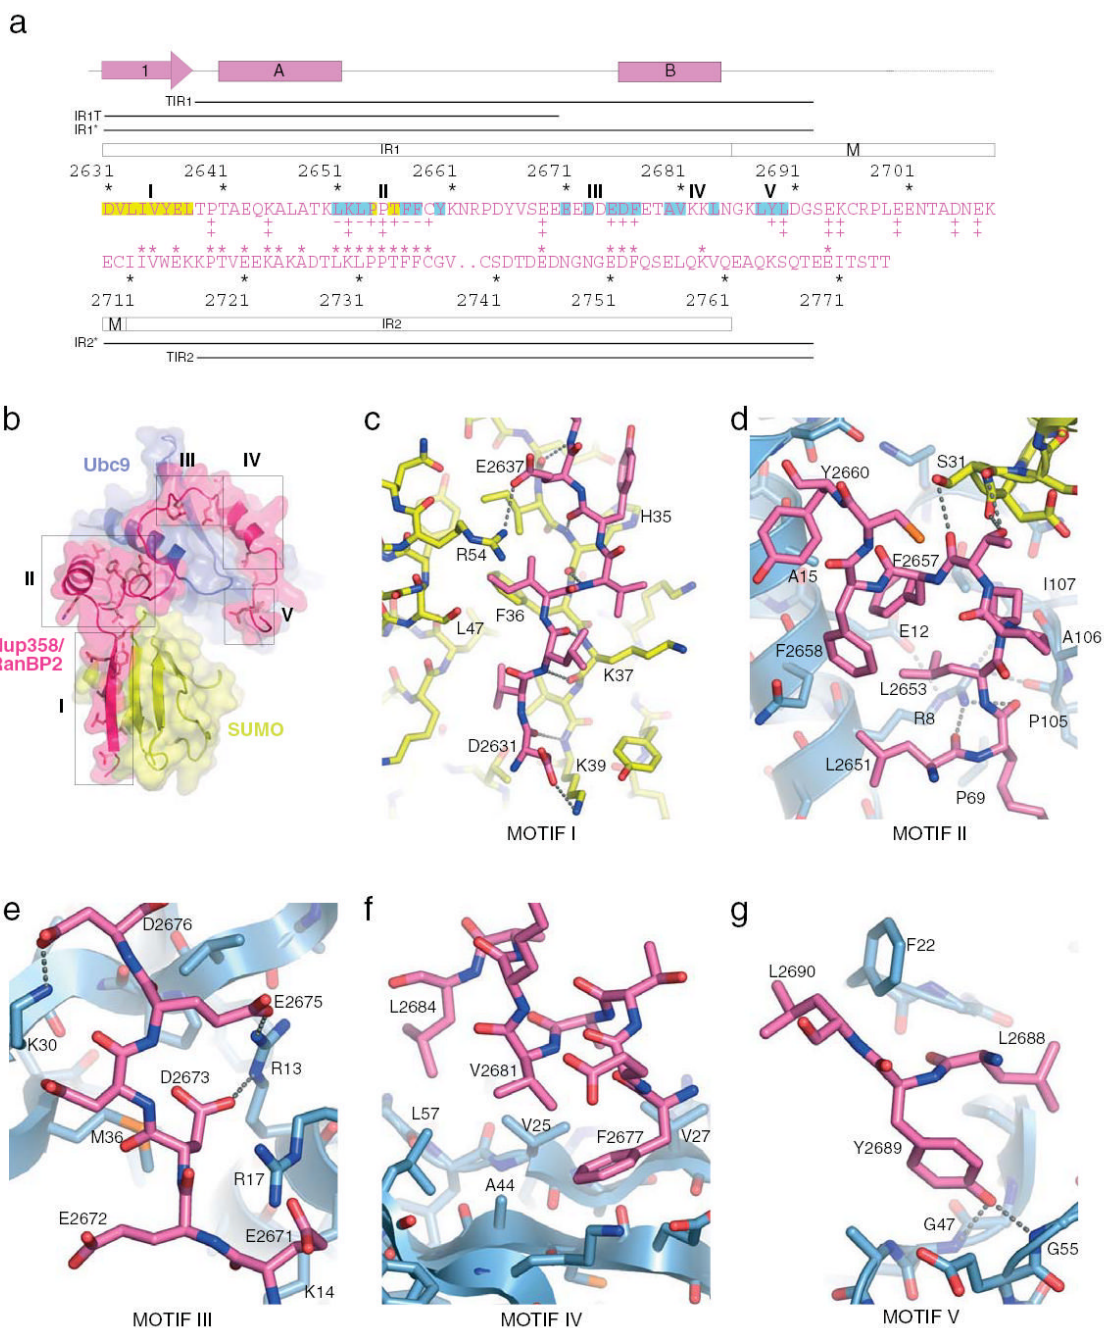 a
1 A B
TIR1
IR1T
IR1*
IR1 M
2631 2641 2651 2661 2671 2681 2691 2701
I II III IV V
DVLIVYELTPTAEQKALATKLKLPPTFFCYKNRPDYVSEEEEDDEDFETAVKKLNGKLYLDGSEKCRPLEENTADNEK
ECIIVWEKKPTVEEKAKADTLKLPPTFFCGV..CSDTDEDNGNGEDFQSELQKVQEAQKSQTEEITSTT
2711 2721 2731 2741 2751 2761 2771
M IR2
IR2*
TIR2
b
Ubc9
III
IV
II
V
Nup358/
RanBP2
I
SUMO
c
E2637
H35
R54
F36
L47
K37
D2631
K39
MOTIF I
d
Y2660
S31
F2657
A15
I107
E12
A106
F2658
L2653
R8
P105
L2651
P69
MOTIF II
e
D2676
E2675
K30
R13
D2673
M36
R17
E2672
E2671
K14
MOTIF III
f
L2684
V2681
L57
V25
F2677
V27
A44
MOTIF IV
g
F22
L2690
L2688
Y2689
G47
G55
MOTIF V